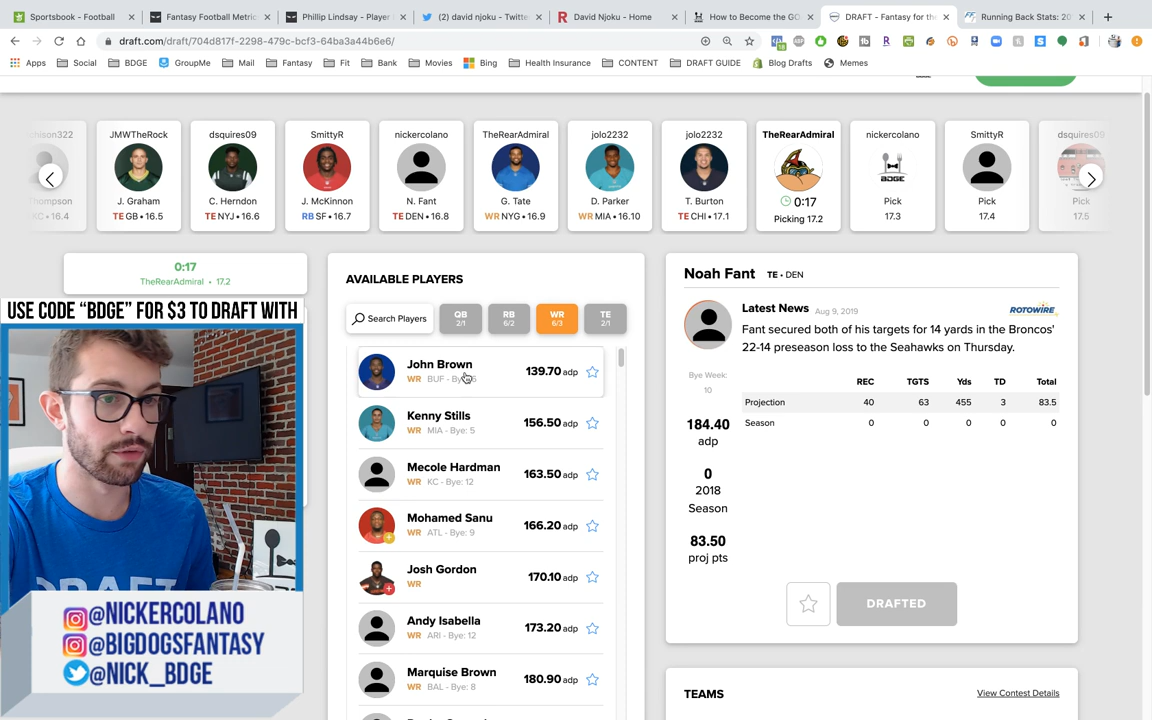 Sportsbook - Football
Fantasy Football Metric
Phillip Lindsay - Player
(2) david njoku - Twitte
David Njoku - Home
How to Become the GO
DRAFT - Fantasy for the
Running Back Stats: 20
draft.com/draft/704d817f-2298-479c-bcf3-64ba3a44b6e6/
Apps Social BDGE GroupMe Mail Fantasy Fit Bank Movies Bing Health Insurance CONTENT DRAFT GUIDE Blog Drafts Memes
JMWTheRock
J. Graham
TE GB • 16.5
dsquires09
C. Herndon
TE NYJ • 16.6
SmittyR
J. McKinnon
RB SF • 16.7
nickercolano
N. Fant
TE DEN • 16.8
TheRearAdmiral
G. Tate
WR NYG • 16.9
jolo2232
D. Parker
WR MIA • 16.10
jolo2232
T. Burton
TE CHI • 17.1
TheRearAdmiral
0:17
Picking 17.2
nickercolano
BDGE
Pick
17.3
SmittyR
Pick
17.4
dsquires09
Pick
17.5
0:17
TheRearAdmiral • 17.2
USE CODE "BDGE" FOR $3 TO DRAFT WITH
@NICKERCOLANO
@BIGDOGSFANTASY
@NICK_BDGE
AVAILABLE PLAYERS
Search Players
QB
2/1
RB
6/2
WR
6/3
TE
2/1
John Brown
139.70 adp
Kenny Stills
WR MIA - Bye: 5
156.50 adp
Mecole Hardman
WR KC - Bye: 12
163.50 adp
Mohamed Sanu
WR ATL - Bye: 9
166.20 adp
Josh Gordon
WR
170.10 adp
Andy Isabella
WR ARI - Bye: 12
173.20 adp
Marquise Brown
WR BAL - Bye: 8
180.90 adp
Noah Fant TE • DEN
Latest News Aug 9, 2019
ROTOWIRE
Fant secured both of his targets for 14 yards in the Broncos'
22-14 preseason loss to the Seahawks on Thursday.
Bye Week:
10
184.40
adp
0
2018
Season
83.50
proj pts
REC TGTS Yds TD Total
Projection 40 63 455 3 83.5
Season 0 0 0 0 0
DRAFTED
TEAMS
View Contest Details